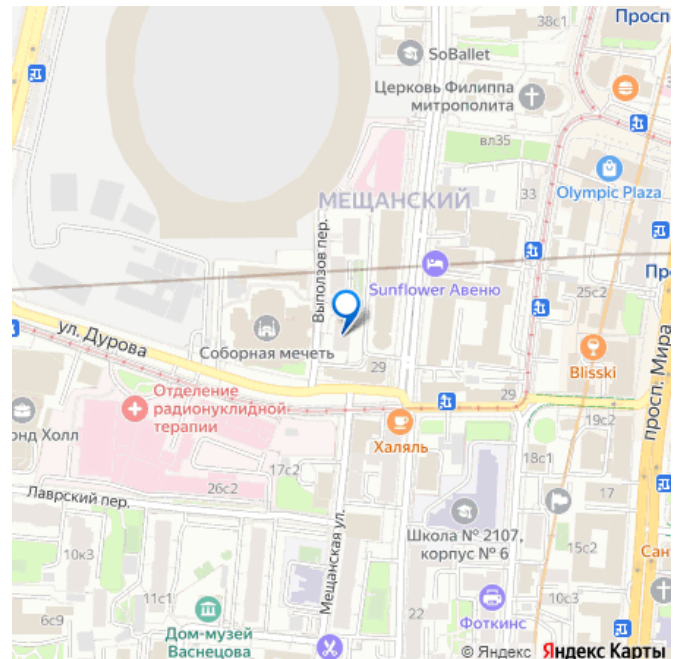 38с1
Просп
SoBallet
Церковь Филиппа
митрополита
вл35
33
Olympic Plaza
МЕЩАНСКИЙ
Выползов пер.
Sunflower Авеню
Пр
25с2
ул. Дурова
Соборная мечеть
29
Blisski
просп. Мира
Отделение
радионуклидной
терапии
29
19с2
онд Холл
Халяль
17с2
18с1
26с2
17
Лаврский пер.
Школа № 2107,
корпус № 6
15с2
10к3
Мещанская ул.
Сан
11с1
10с3
6с9
22
Фоткинс
Дом-музей
Васнецова
© Яндекс Яндекс Карты